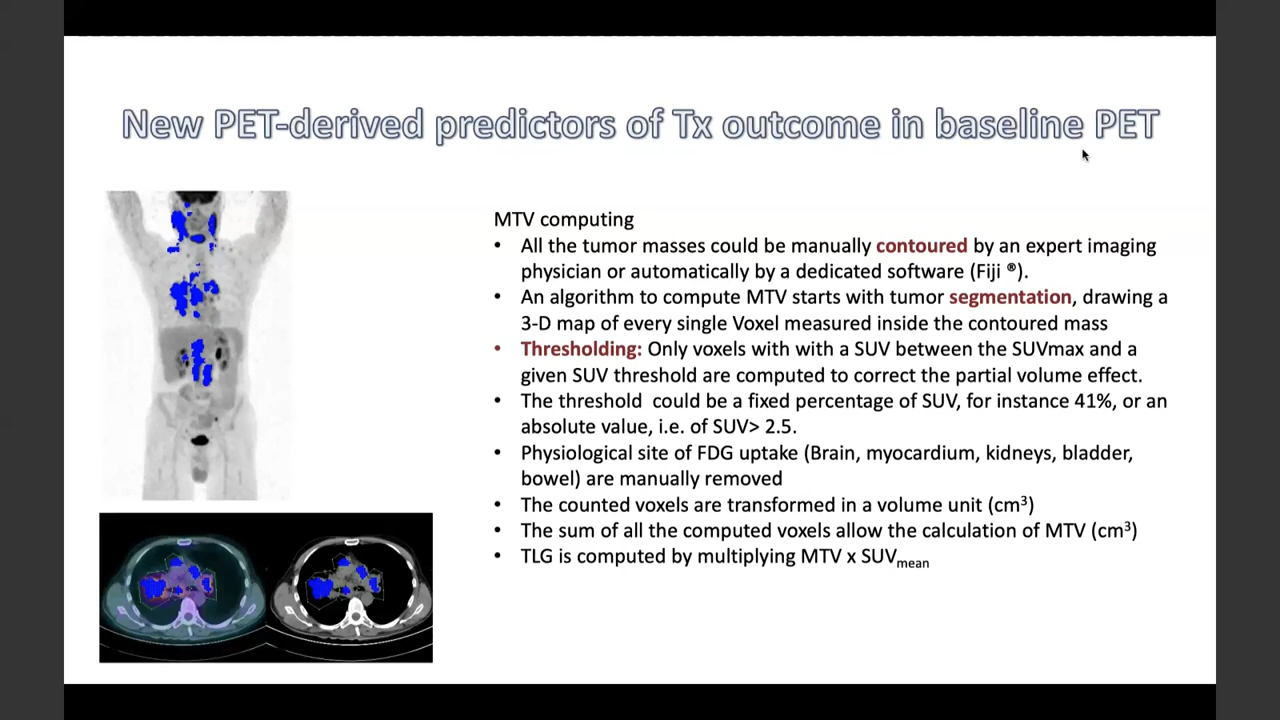 New PET-derived predictors of Tx outcome in baseline PET
MTV computing
• All the tumor masses could be manually contoured by an expert imaging
physician or automatically by a dedicated software (Fiji ®).
• An algorithm to compute MTV starts with tumor segmentation, drawing a
3-D map of every single Voxel measured inside the contoured mass
• Thresholding: Only voxels with with a SUV between the SUVmax and a
given SUV threshold are computed to correct the partial volume effect.
• The threshold could be a fixed percentage of SUV, for instance 41%, or an
absolute value, i.e. of SUV> 2.5.
• Physiological site of FDG uptake (Brain, myocardium, kidneys, bladder,
bowel) are manually removed
• The counted voxels are transformed in a volume unit (cm³)
• The sum of all the computed voxels allow the calculation of MTV (cm³)
• TLG is computed by multiplying MTV x SUVmean